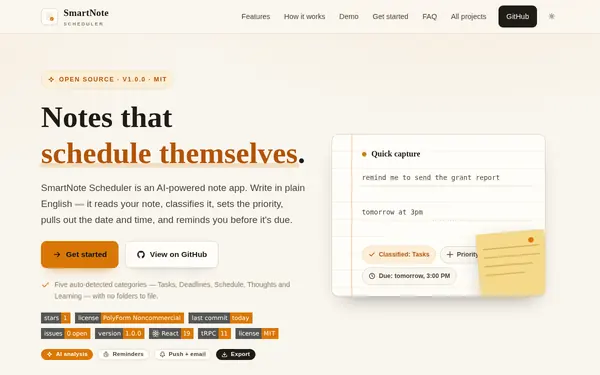 SmartNote
SCHEDULER
Features How it works Demo Get started FAQ All projects GitHub
OPEN SOURCE · V1.0.0 · MIT
Notes that
schedule themselves.
SmartNote Scheduler is an AI-powered note app. Write in plain
English — it reads your note, classifies it, sets the priority,
pulls out the date and time, and reminds you before it's due.
Get started View on GitHub
Five auto-detected categories — Tasks, Deadlines, Schedule, Thoughts and
Learning — with no folders to file.
stars 1 license PolyForm Noncommercial last commit today
issues 0 open version 1.0.0 React 19 tRPC 11 license MIT
AI analysis Reminders Push + email Export
Quick capture
remind me to send the grant report
tomorrow at 3pm
Classified: Tasks Priority
Due: tomorrow, 3:00 PM